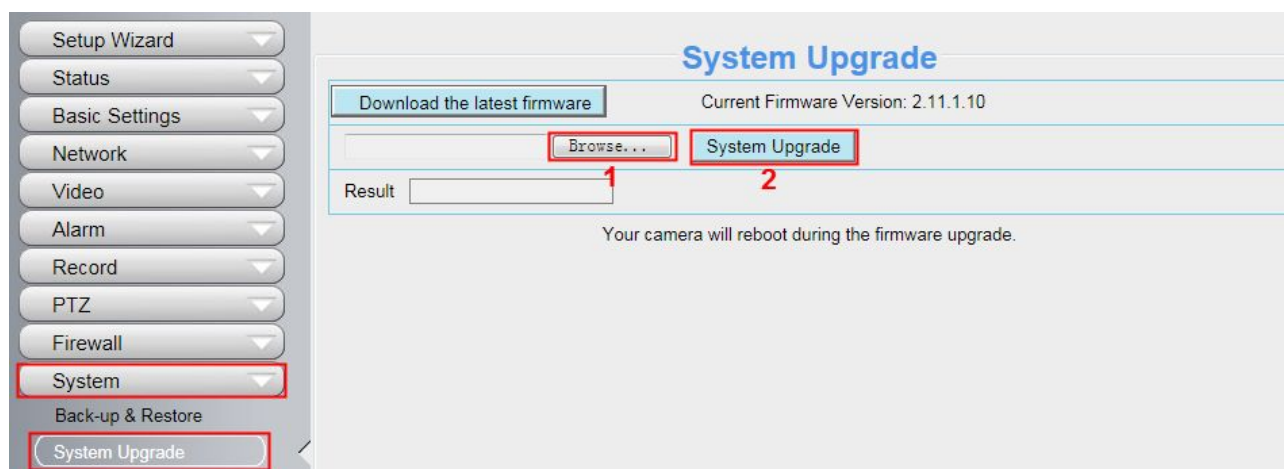 Setup Wizard
Status
Basic Settings
Network
Video
Alarm
Record
PTZ
Firewall
System
Back-up & Restore
System Upgrade
System Upgrade
Download the latest firmware
Current Firmware Version: 2.11.1.10
Browse...
System Upgrade
1
2
Result
Your camera will reboot during the firmware upgrade.